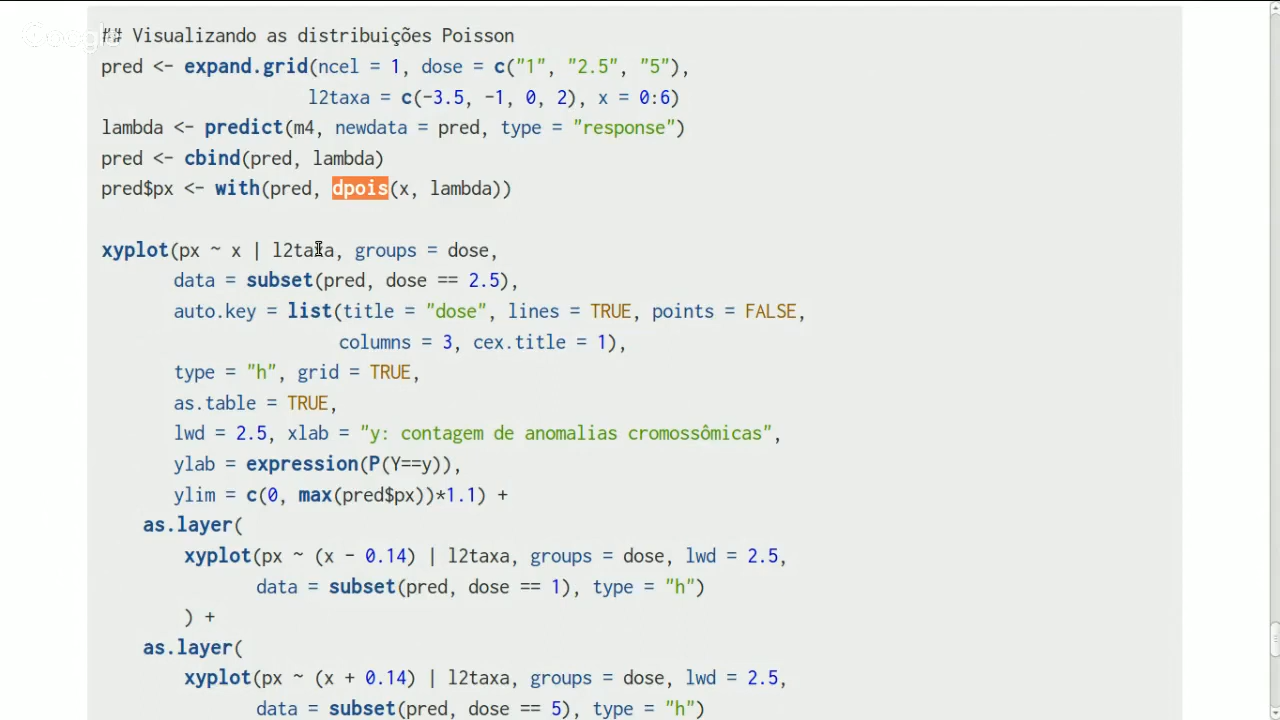 Google
## Visualizando as distribuições Poisson
pred <- expand.grid(ncel = 1, dose = c("1", "2.5", "5"),
                    l2taxa = c(-3.5, -1, 0, 2), x = 0:6)
lambda <- predict(m4, newdata = pred, type = "response")
pred <- cbind(pred, lambda)
pred$px <- with(pred, dpois(x, lambda))
xyplot(px ~ x | l2taxa, groups = dose,
       data = subset(pred, dose == 2.5),
       auto.key = list(title = "dose", lines = TRUE, points = FALSE,
                       columns = 3, cex.title = 1),
       type = "h", grid = TRUE,
       as.table = TRUE,
       lwd = 2.5, xlab = "y: contagem de anomalias cromossômicas",
       ylab = expression(P(Y==y)),
       ylim = c(0, max(pred$px))*1.1) +
    as.layer(
        xyplot(px ~ (x - 0.14) | l2taxa, groups = dose, lwd = 2.5,
               data = subset(pred, dose == 1), type = "h")
        ) +
    as.layer(
        xyplot(px ~ (x + 0.14) | l2taxa, groups = dose, lwd = 2.5,
               data = subset(pred, dose == 5), type = "h")